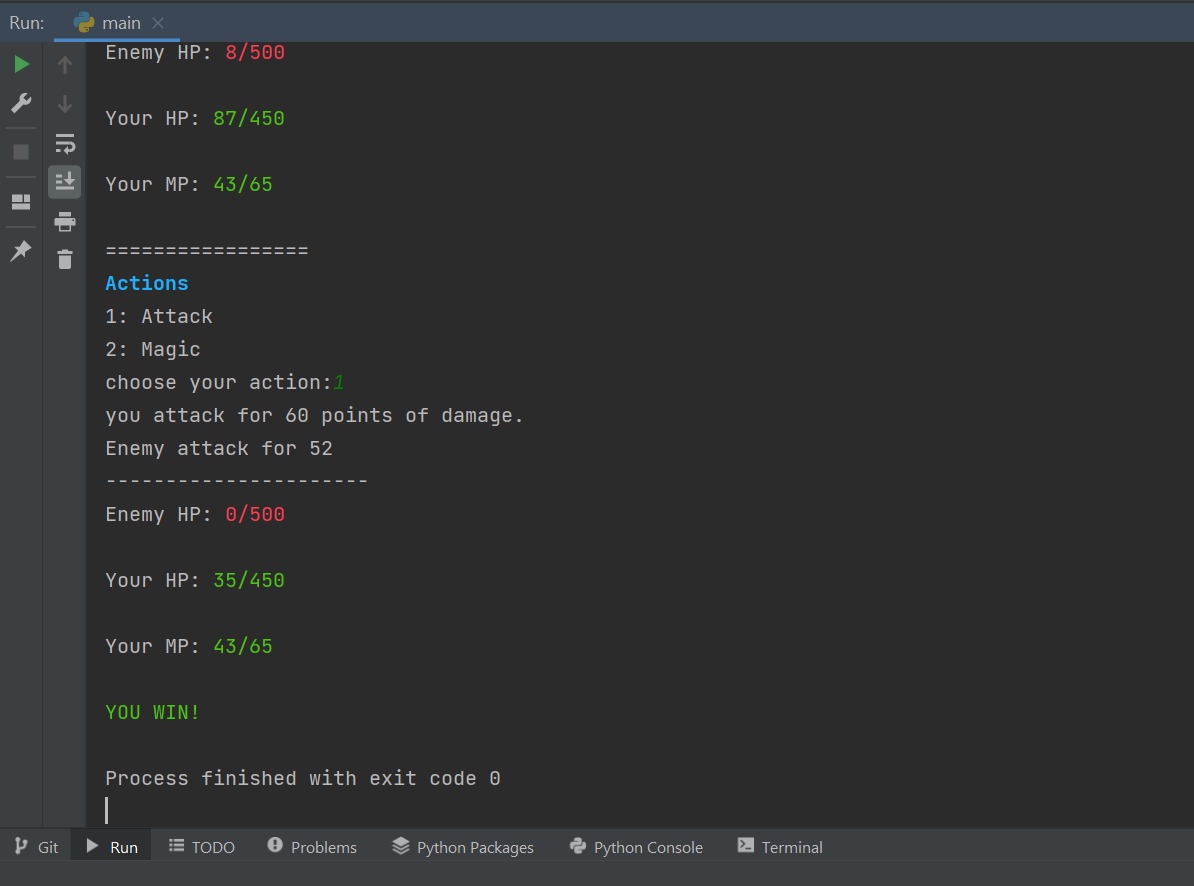 Run: main
Enemy HP: 8/500
Your HP: 87/450
Your MP: 43/65
=================
Actions
1: Attack
2: Magic
choose your action:1
you attack for 60 points of damage.
Enemy attack for 52
----------------------
Enemy HP: 0/500
Your HP: 35/450
Your MP: 43/65
YOU WIN!
Process finished with exit code 0
Git Run TODO Problems Python Packages Python Console Terminal